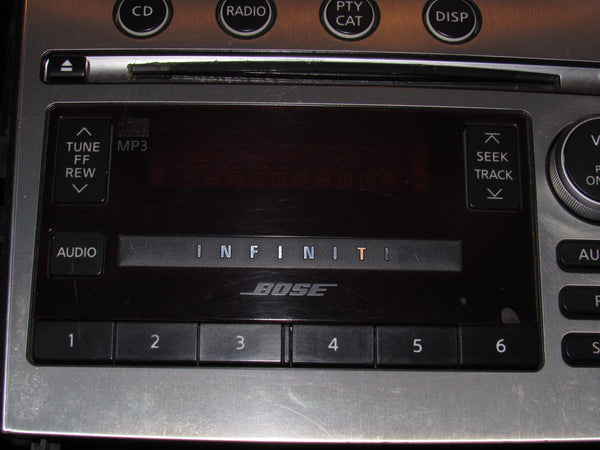 CD
RADIO
PTY
CAT
DISP
TUNE
FF
REW
MP3
SEEK
TRACK
AUDIO
INFINITI
BOSE
1
2
3
4
5
6